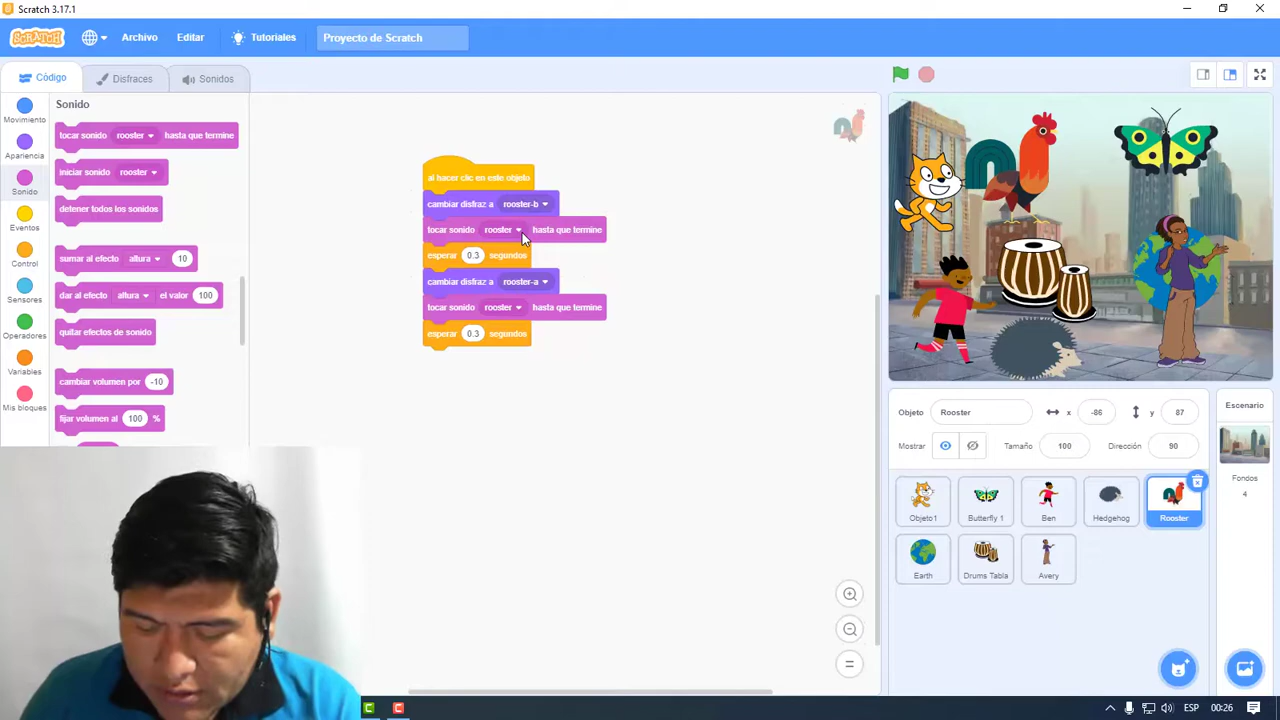 Scratch 3.17.1
SCRATCH
Archivo
Editar
Tutoriales
Proyecto de Scratch
Código
Disfraces
Sonidos
Movimiento
Apariencia
Sonido
Eventos
Control
Sensores
Operadores
Variables
Mis bloques
Sonido
tocar sonido rooster hasta que termine
iniciar sonido rooster
detener todos los sonidos
sumar al efecto altura 10
dar al efecto altura el valor 100
quitar efectos de sonido
cambiar volumen por -10
fijar volumen al 100 %
al hacer clic en este objeto
cambiar disfraz a rooster-b
tocar sonido rooster hasta que termine
esperar 0.3 segundos
cambiar disfraz a rooster-a
tocar sonido rooster hasta que termine
esperar 0.3 segundos
Objeto Rooster x -86 y 87
Mostrar Tamaño 100 Dirección 90
Objeto1
Butterfly 1
Ben
Hedgehog
Rooster
Earth
Drums Tabla
Avery
Escenario
Fondos
4
ESP 00:26